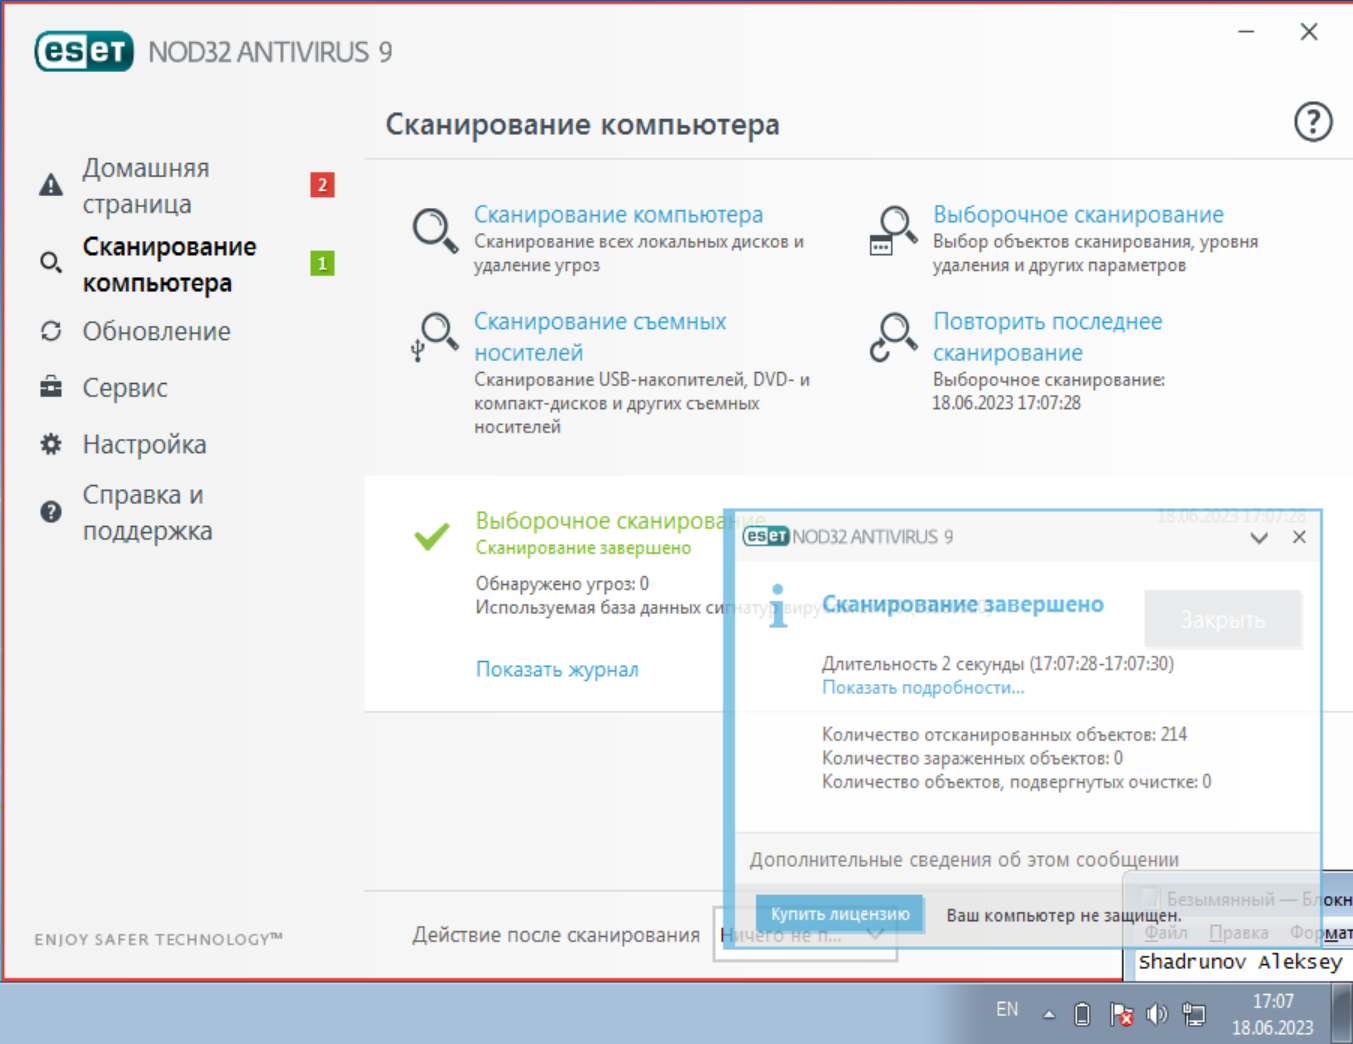 eset NOD32 ANTIVIRUS 9
Сканирование компьютера
?
Домашняя
страница
2
Сканирование
компьютера
1
Обновление
Сервис
Настройка
Справка и
поддержка
Сканирование компьютера
Сканирование всех локальных дисков и
удаление угроз
Выборочное сканирование
Выбор объектов сканирования, уровня
удаления и других параметров
Сканирование съемных
носителей
Сканирование USB-накопителей, DVD- и
компакт-дисков и других съемных
носителей
Повторить последнее
сканирование
Выборочное сканирование:
18.06.2023 17:07:28
Выборочное сканирование
18.06.2023 17:07:28
Сканирование завершено
Обнаружено угроз: 0
Используемая база данных сигнатур
Показать журнал
Закрыть
eset NOD32 ANTIVIRUS 9
Сканирование завершено
Длительность 2 секунды (17:07:28-17:07:30)
Показать подробности...
Количество отсканированных объектов: 214
Количество зараженных объектов: 0
Количество объектов, подвергнутых очистке: 0
Дополнительные сведения об этом сообщении
Купить лицензию
Ваш компьютер не защищен.
Действие после сканирования
Ничего не п...
ENJOY SAFER TECHNOLOGY™
Безымянный — Блокн
Файл Правка Формат
Shadrunov Aleksey
EN
17:07
18.06.2023